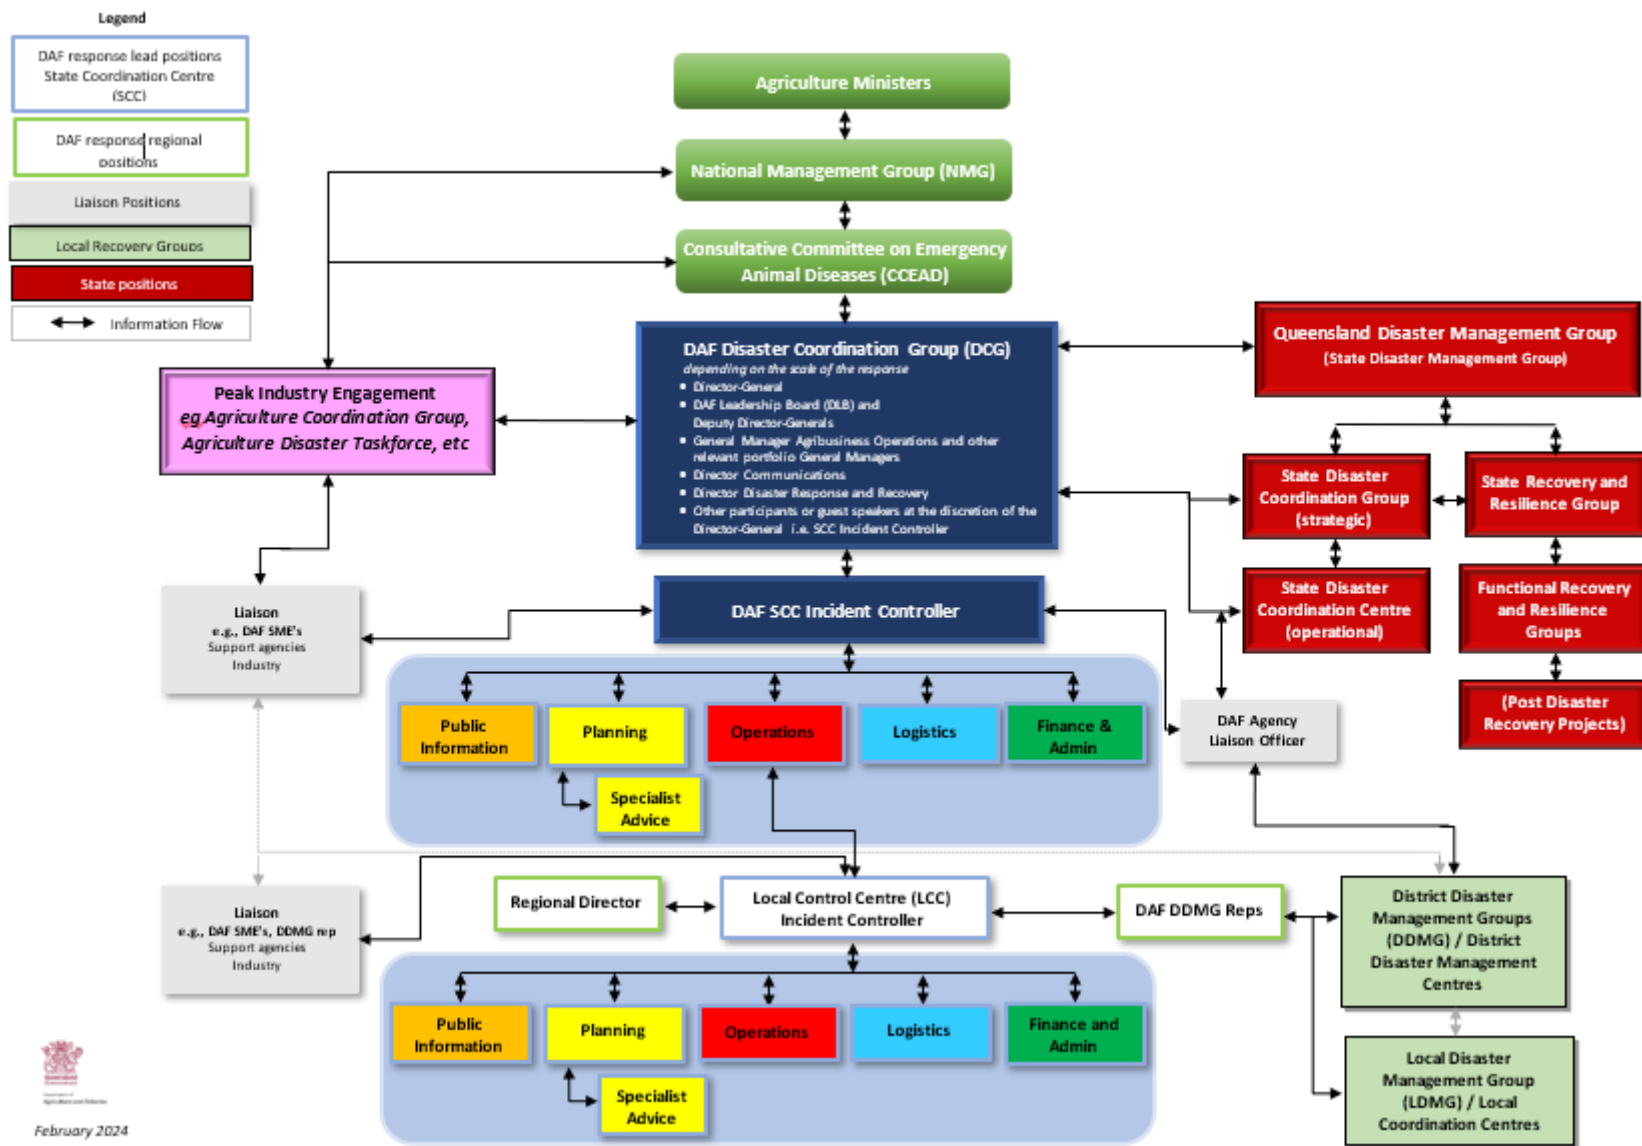 Legend
DAF response lead positions
State Coordination Centre
(SCC)
DAF response regional
positions
Liaison Positions
Local Recovery Groups
State positions
Information Flow
Agriculture Ministers
National Management Group (NMG)
Consultative Committee on Emergency
Animal Diseases (CCEAD)
DAF Disaster Coordination Group (DCG)
depending on the scale of the response
▪ Director-General
▪ DAF Leadership Board (DLB) and
Deputy Director-Generals
▪ General Manager Agribusiness Operations and other
relevant portfolio General Managers
▪ Director Communications
▪ Director Disaster Response and Recovery
▪ Other participants or guest speakers at the discretion of the
Director-General i.e. SCC Incident Controller
Queensland Disaster Management Group
(State Disaster Management Group)
Peak Industry Engagement
eg Agriculture Coordination Group,
Agriculture Disaster Taskforce, etc
State Disaster
Coordination Group
(strategic)
State Recovery and
Resilience Group
State Disaster
Coordination Centre
(operational)
Functional Recovery
and Resilience
Groups
(Post Disaster
Recovery Projects)
Liaison
e.g., DAF SME's
Support agencies
Industry
DAF SCC Incident Controller
Public
Information
Planning
Operations
Logistics
Finance &
Admin
Specialist
Advice
DAF Agency
Liaison Officer
Liaison
e.g., DAF SME's, DDMG rep
Support agencies
Industry
Regional Director
Local Control Centre (LCC)
Incident Controller
DAF DDMG Reps
District Disaster
Management Groups
(DDMG) / District
Disaster Management
Centres
Public
Information
Planning
Operations
Logistics
Finance and
Admin
Specialist
Advice
Local Disaster
Management Group
(LDMG) / Local
Coordination Centres
Queensland
Government
Department of
Agriculture and Fisheries
February 2024